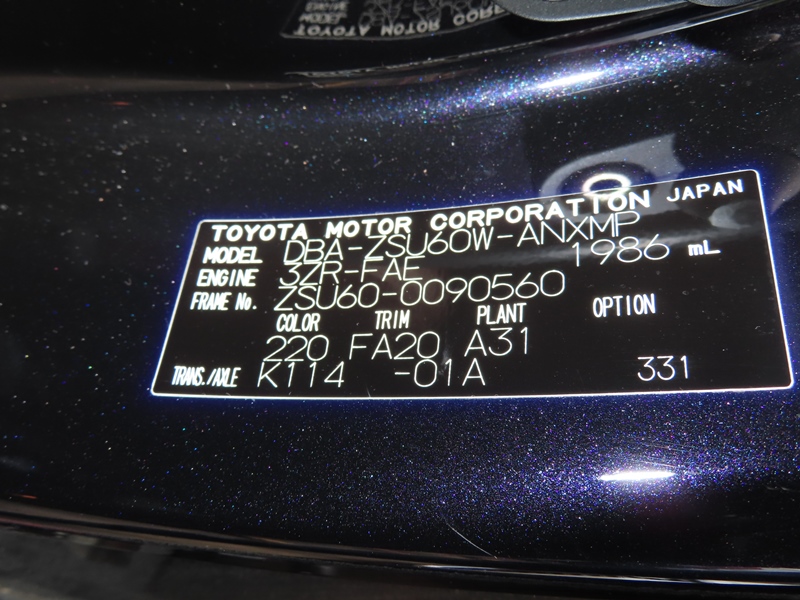 TOYOTA MOTOR CORPORATION JAPAN
MODEL DBA-ZSU60W-ANXMP
ENGINE 3ZR-FAE 1986 mL
FRAME No. ZSU60-0090560
COLOR TRIM PLANT OPTION
220 FA20 A31
TRANS./AXLE K114 -01A 331